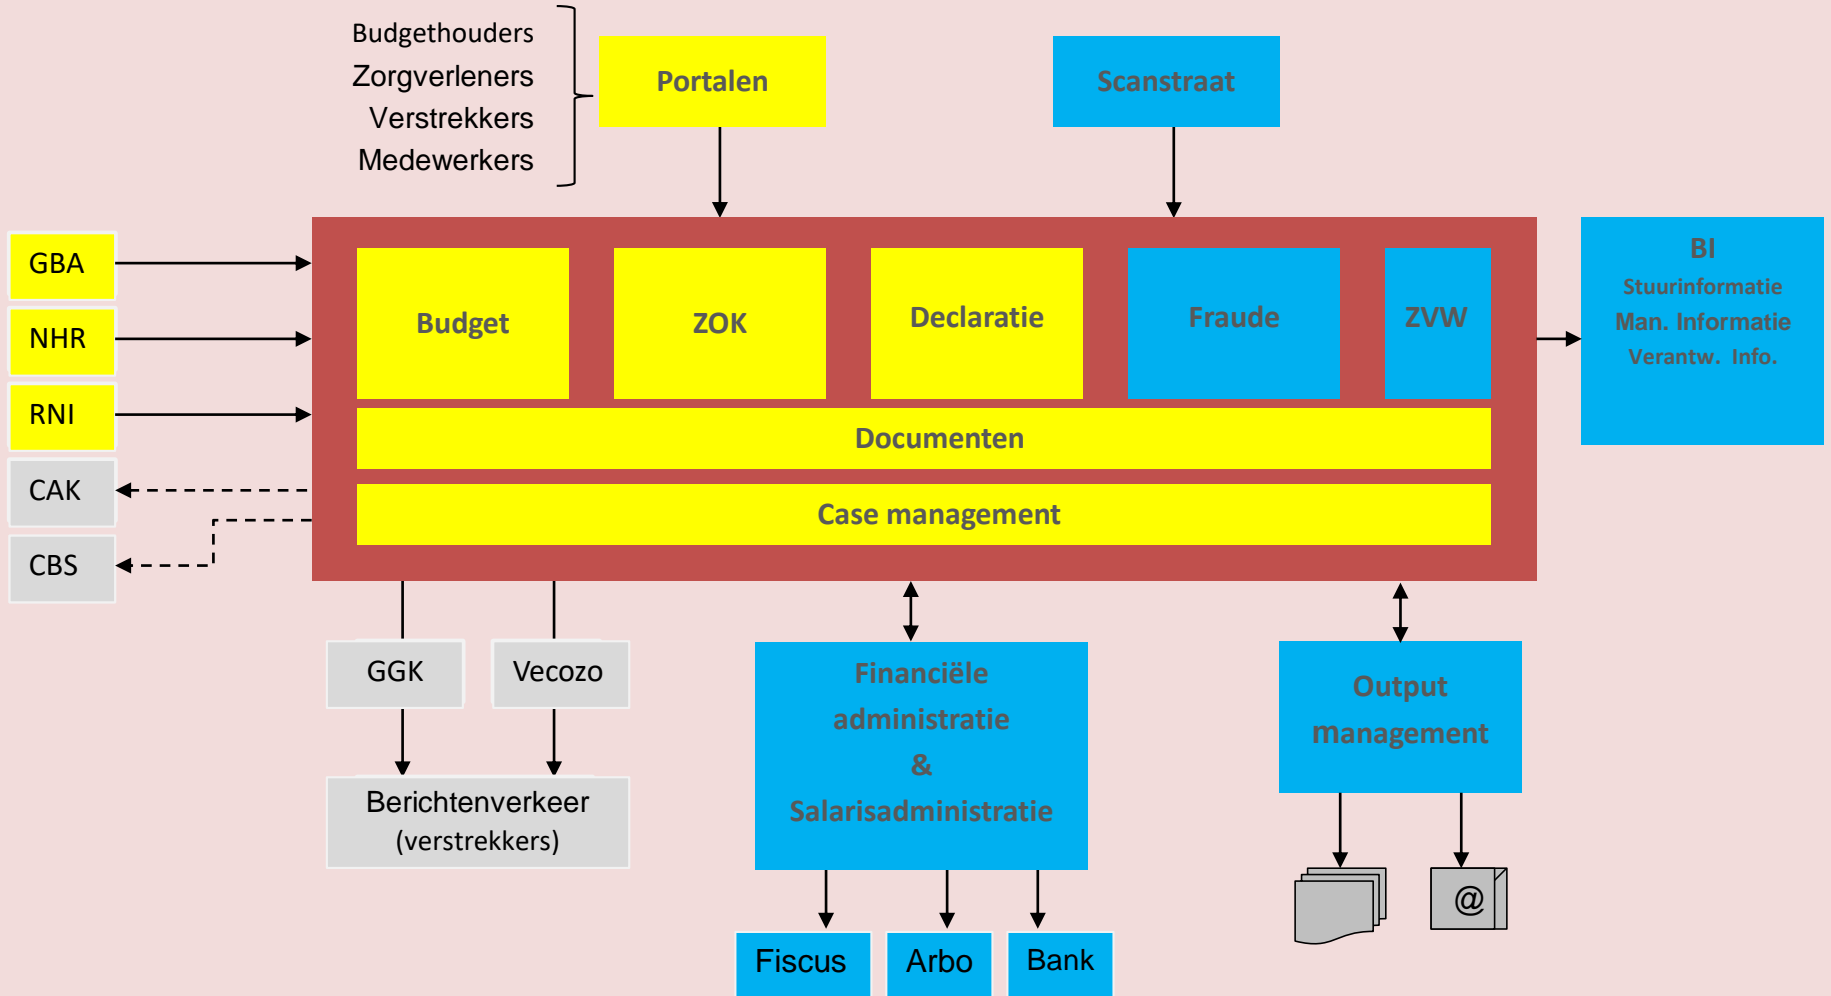 Budgethouders
Zorgverleners
Verstrekkers
Medewerkers
Portalen
Scanstraat
GBA
NHR
RNI
CAK
CBS
Budget
ZOK
Declaratie
Fraude
ZVW
Documenten
Case management
BI
Stuurinformatie
Man. Informatie
Verantw. Info.
GGK
Vecozo
Berichtenverkeer
(verstrekkers)
Financiële
administratie
&
Salarisadministratie
Output
management
@
Fiscus
Arbo
Bank